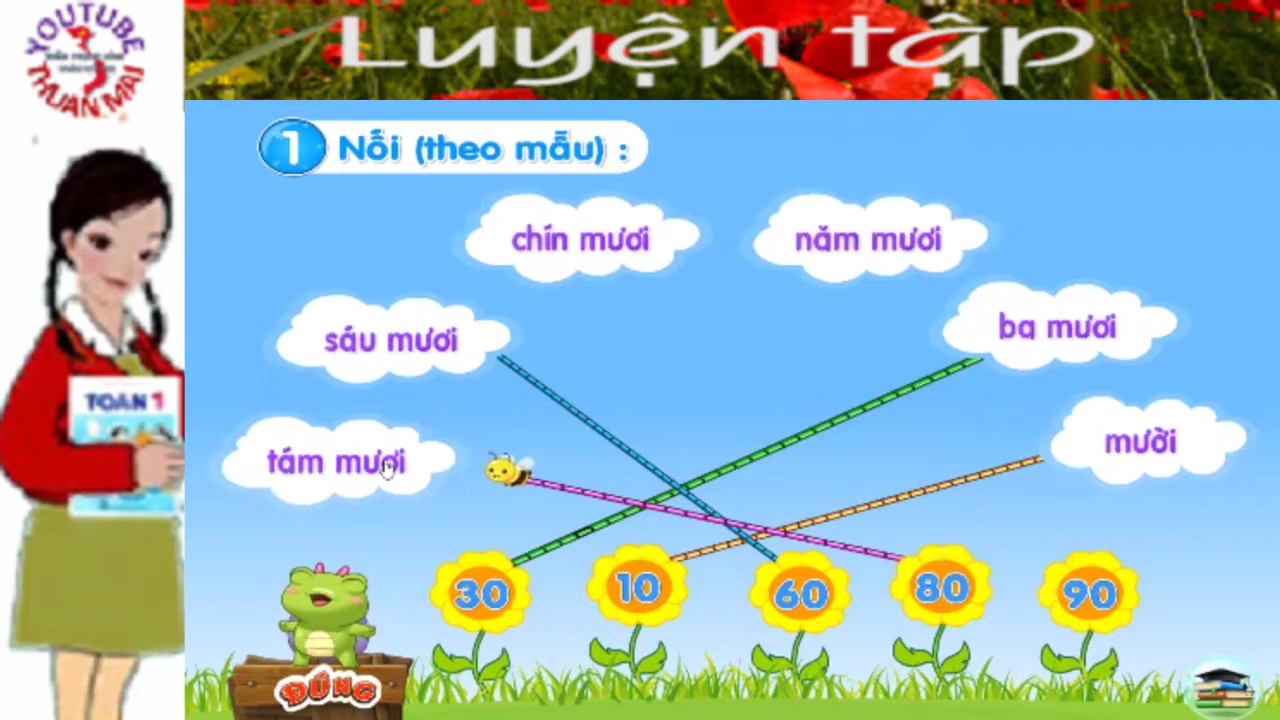 YOUTUBE
THUAN MAI
Luyện tập
1 Nối (theo mẫu) :
chín mươi
năm mươi
sáu mươi
ba mươi
tám mươi
mười
TOÁN 1
30
10
60
80
90
ĐÚNG